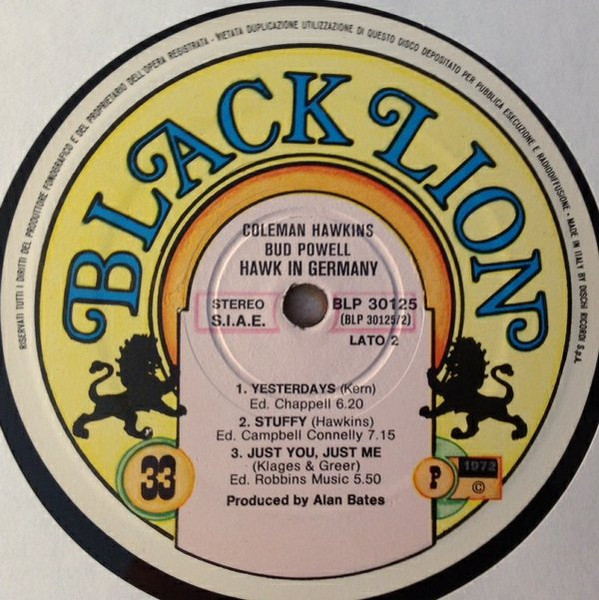 RISERVATI TUTTI I DIRITTI DEL PRODUTTORE FONOGRAFICO E DEL PROPRIETARIO DELL'OPERA REGISTRATA - VIETATA DUPLICAZIONE UTILIZZAZIONE DI QUESTO DISCO DEPOSITATO PER PUBBLICA ESECUZIONE E RADIODIFFUSIONE - MADE IN ITALY BY DISCHI RICORDI S.p.A.
BLACK LION
COLEMAN HAWKINS
BUD POWELL
HAWK IN GERMANY
STEREO BLP 30125
S.I.A.E. (BLP 30125/2)
LATO 2
1. YESTERDAYS (Kern)
Ed. Chappell 6.20
2. STUFFY (Hawkins)
Ed. Campbell Connelly 7.15
3. JUST YOU, JUST ME
(Klages & Greer)
Ed. Robbins Music 5.50
Produced by Alan Bates
33
P 1972
©